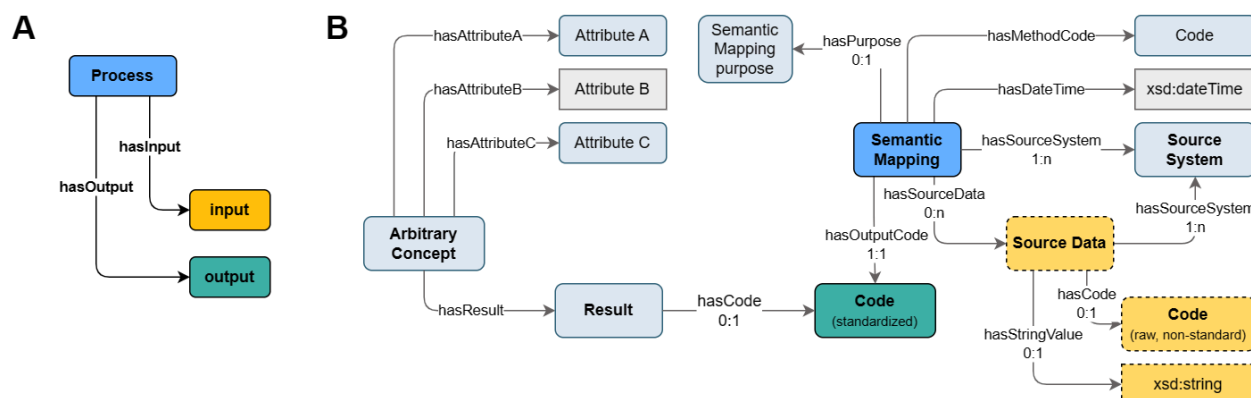 A
Process
hasInput
hasOutput
input
output
B
hasAttributeA
Attribute A
hasAttributeB
Attribute B
hasAttributeC
Attribute C
Arbitrary
Concept
hasResult
Result
hasCode
0:1
Semantic
Mapping
purpose
hasPurpose
0:1
hasMethodCode
Code
hasDateTime
xsd:dateTime
Semantic
Mapping
hasSourceSystem
1:n
Source
System
hasSourceData
0:n
hasSourceSystem
1:n
Source Data
hasOutputCode
1:1
Code
(standardized)
hasCode
0:1
Code
(raw, non-standard)
hasStringValue
0:1
xsd:string